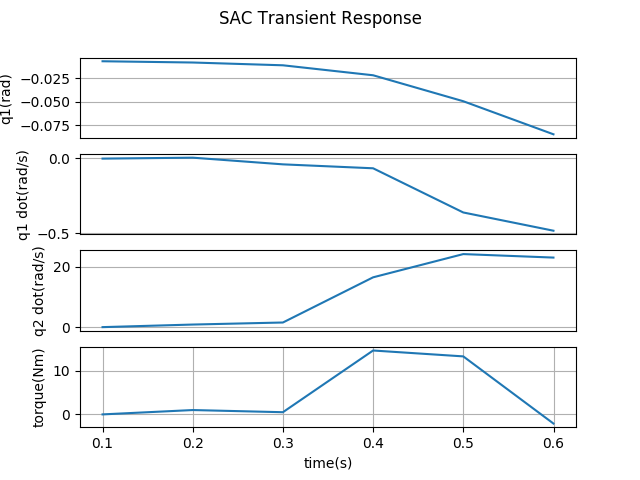 SAC Transient Response
q1(rad)
−0.025
−0.050
−0.075
q1 dot(rad/s)
0.0
−0.5
q2 dot(rad/s)
20
0
torque(Nm)
10
0
0.1 0.2 0.3 0.4 0.5 0.6
time(s)